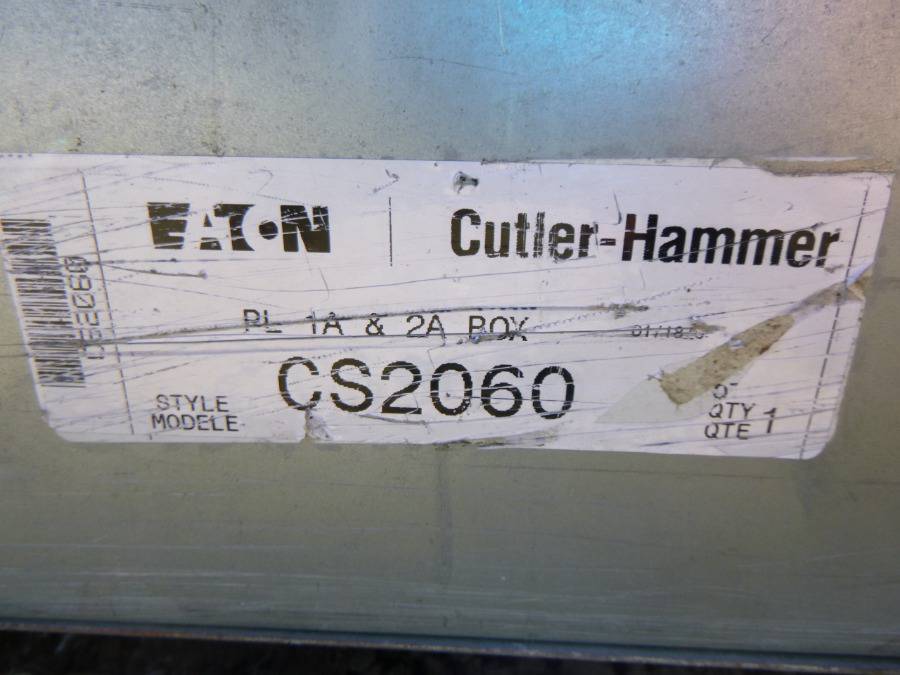 EATON | Cutler-Hammer
PL 1A & 2A BOX
CS2060
STYLE
MODELE
QTY 1
QTE